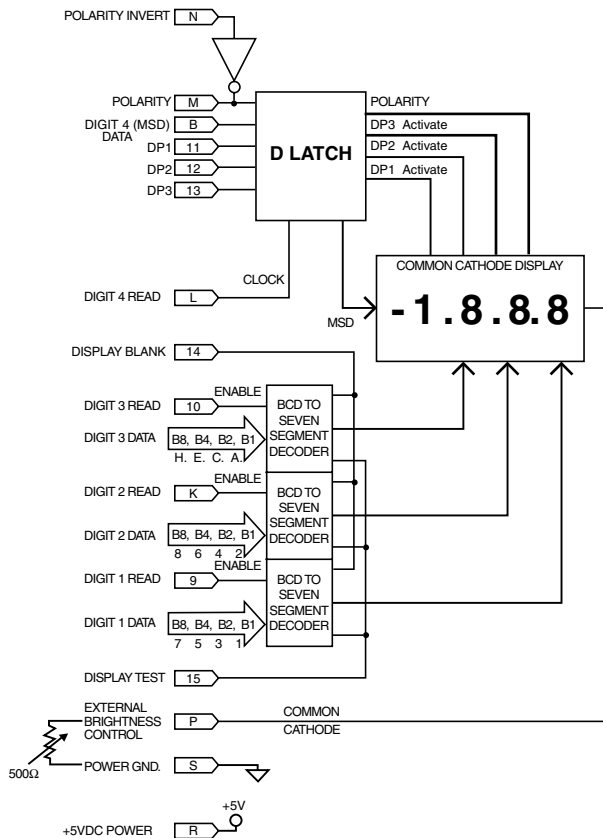 POLARITY INVERT N
POLARITY M
DIGIT 4 (MSD) B
DATA
DP1 11
DP2 12
DP3 13
D LATCH
POLARITY
DP3 Activate
DP2 Activate
DP1 Activate
CLOCK
DIGIT 4 READ L
MSD
COMMON CATHODE DISPLAY
-1.8.8.8
DISPLAY BLANK 14
ENABLE
DIGIT 3 READ 10
DIGIT 3 DATA B8, B4, B2, B1
H. E. C. A.
BCD TO
SEVEN
SEGMENT
DECODER
ENABLE
DIGIT 2 READ K
DIGIT 2 DATA B8, B4, B2, B1
8 6 4 2
BCD TO
SEVEN
SEGMENT
DECODER
ENABLE
DIGIT 1 READ 9
DIGIT 1 DATA B8, B4, B2, B1
7 5 3 1
BCD TO
SEVEN
SEGMENT
DECODER
DISPLAY TEST 15
EXTERNAL
BRIGHTNESS
CONTROL
P
COMMON
CATHODE
500Ω
POWER GND. S
+5V
+5VDC POWER R